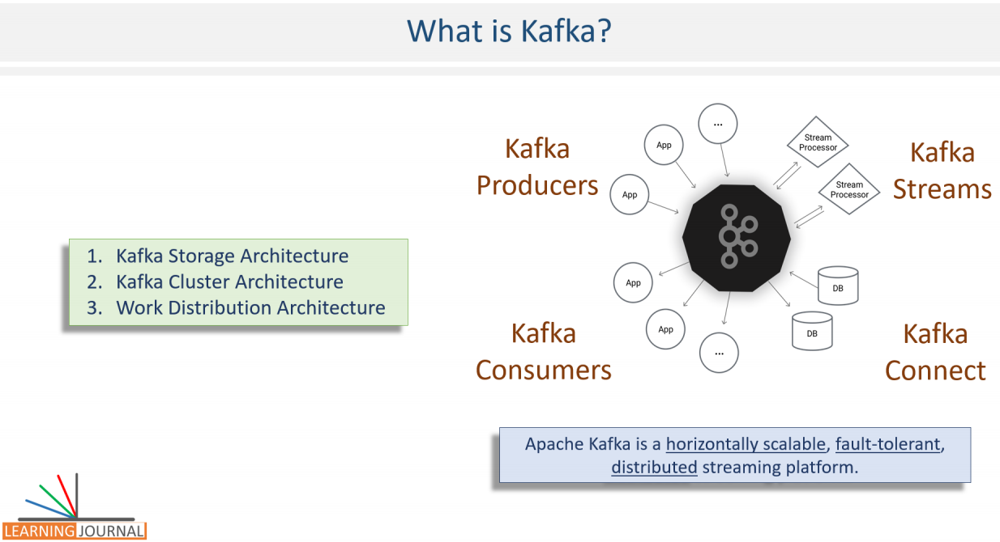 What is Kafka?
1. Kafka Storage Architecture
2. Kafka Cluster Architecture
3. Work Distribution Architecture
Kafka
Producers
App
App
...
Stream
Processor
Stream
Processor
Kafka
Streams
App
App
...
DB
DB
Kafka
Consumers
Kafka
Connect
Apache Kafka is a horizontally scalable, fault-tolerant,
distributed streaming platform.
LEARNING JOURNAL